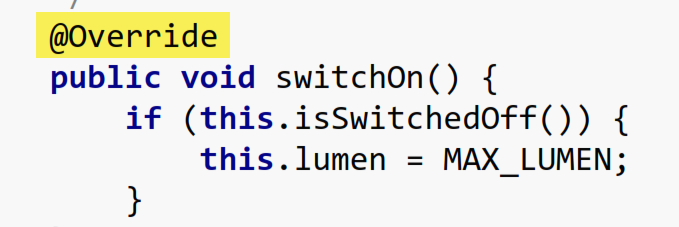 /
@Override
public void switchOn() {
    if (this.isSwitchedOff()) {
        this.lumen = MAX_LUMEN;
    }